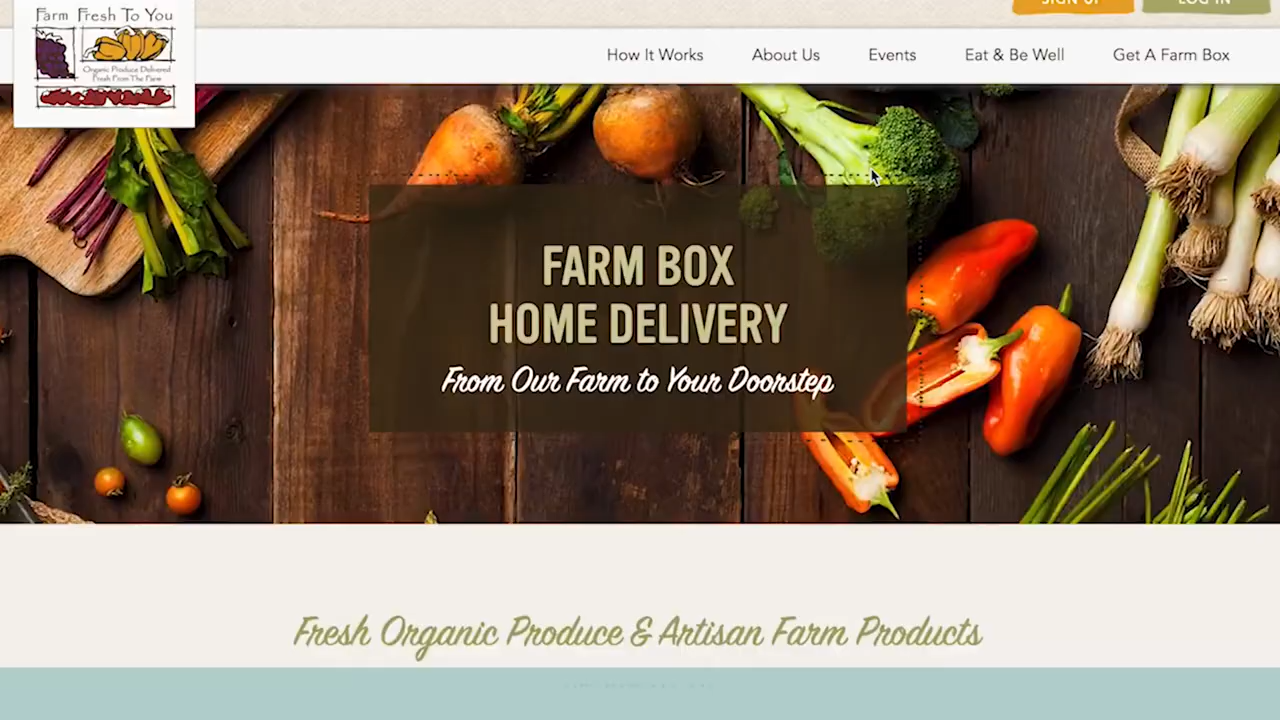 SIGN UP
LOG IN
Farm Fresh To You
Organic Produce Delivered
Fresh From The Farm
How It Works
About Us
Events
Eat & Be Well
Get A Farm Box
FARM BOX
HOME DELIVERY
From Our Farm to Your Doorstep
Fresh Organic Produce & Artisan Farm Products